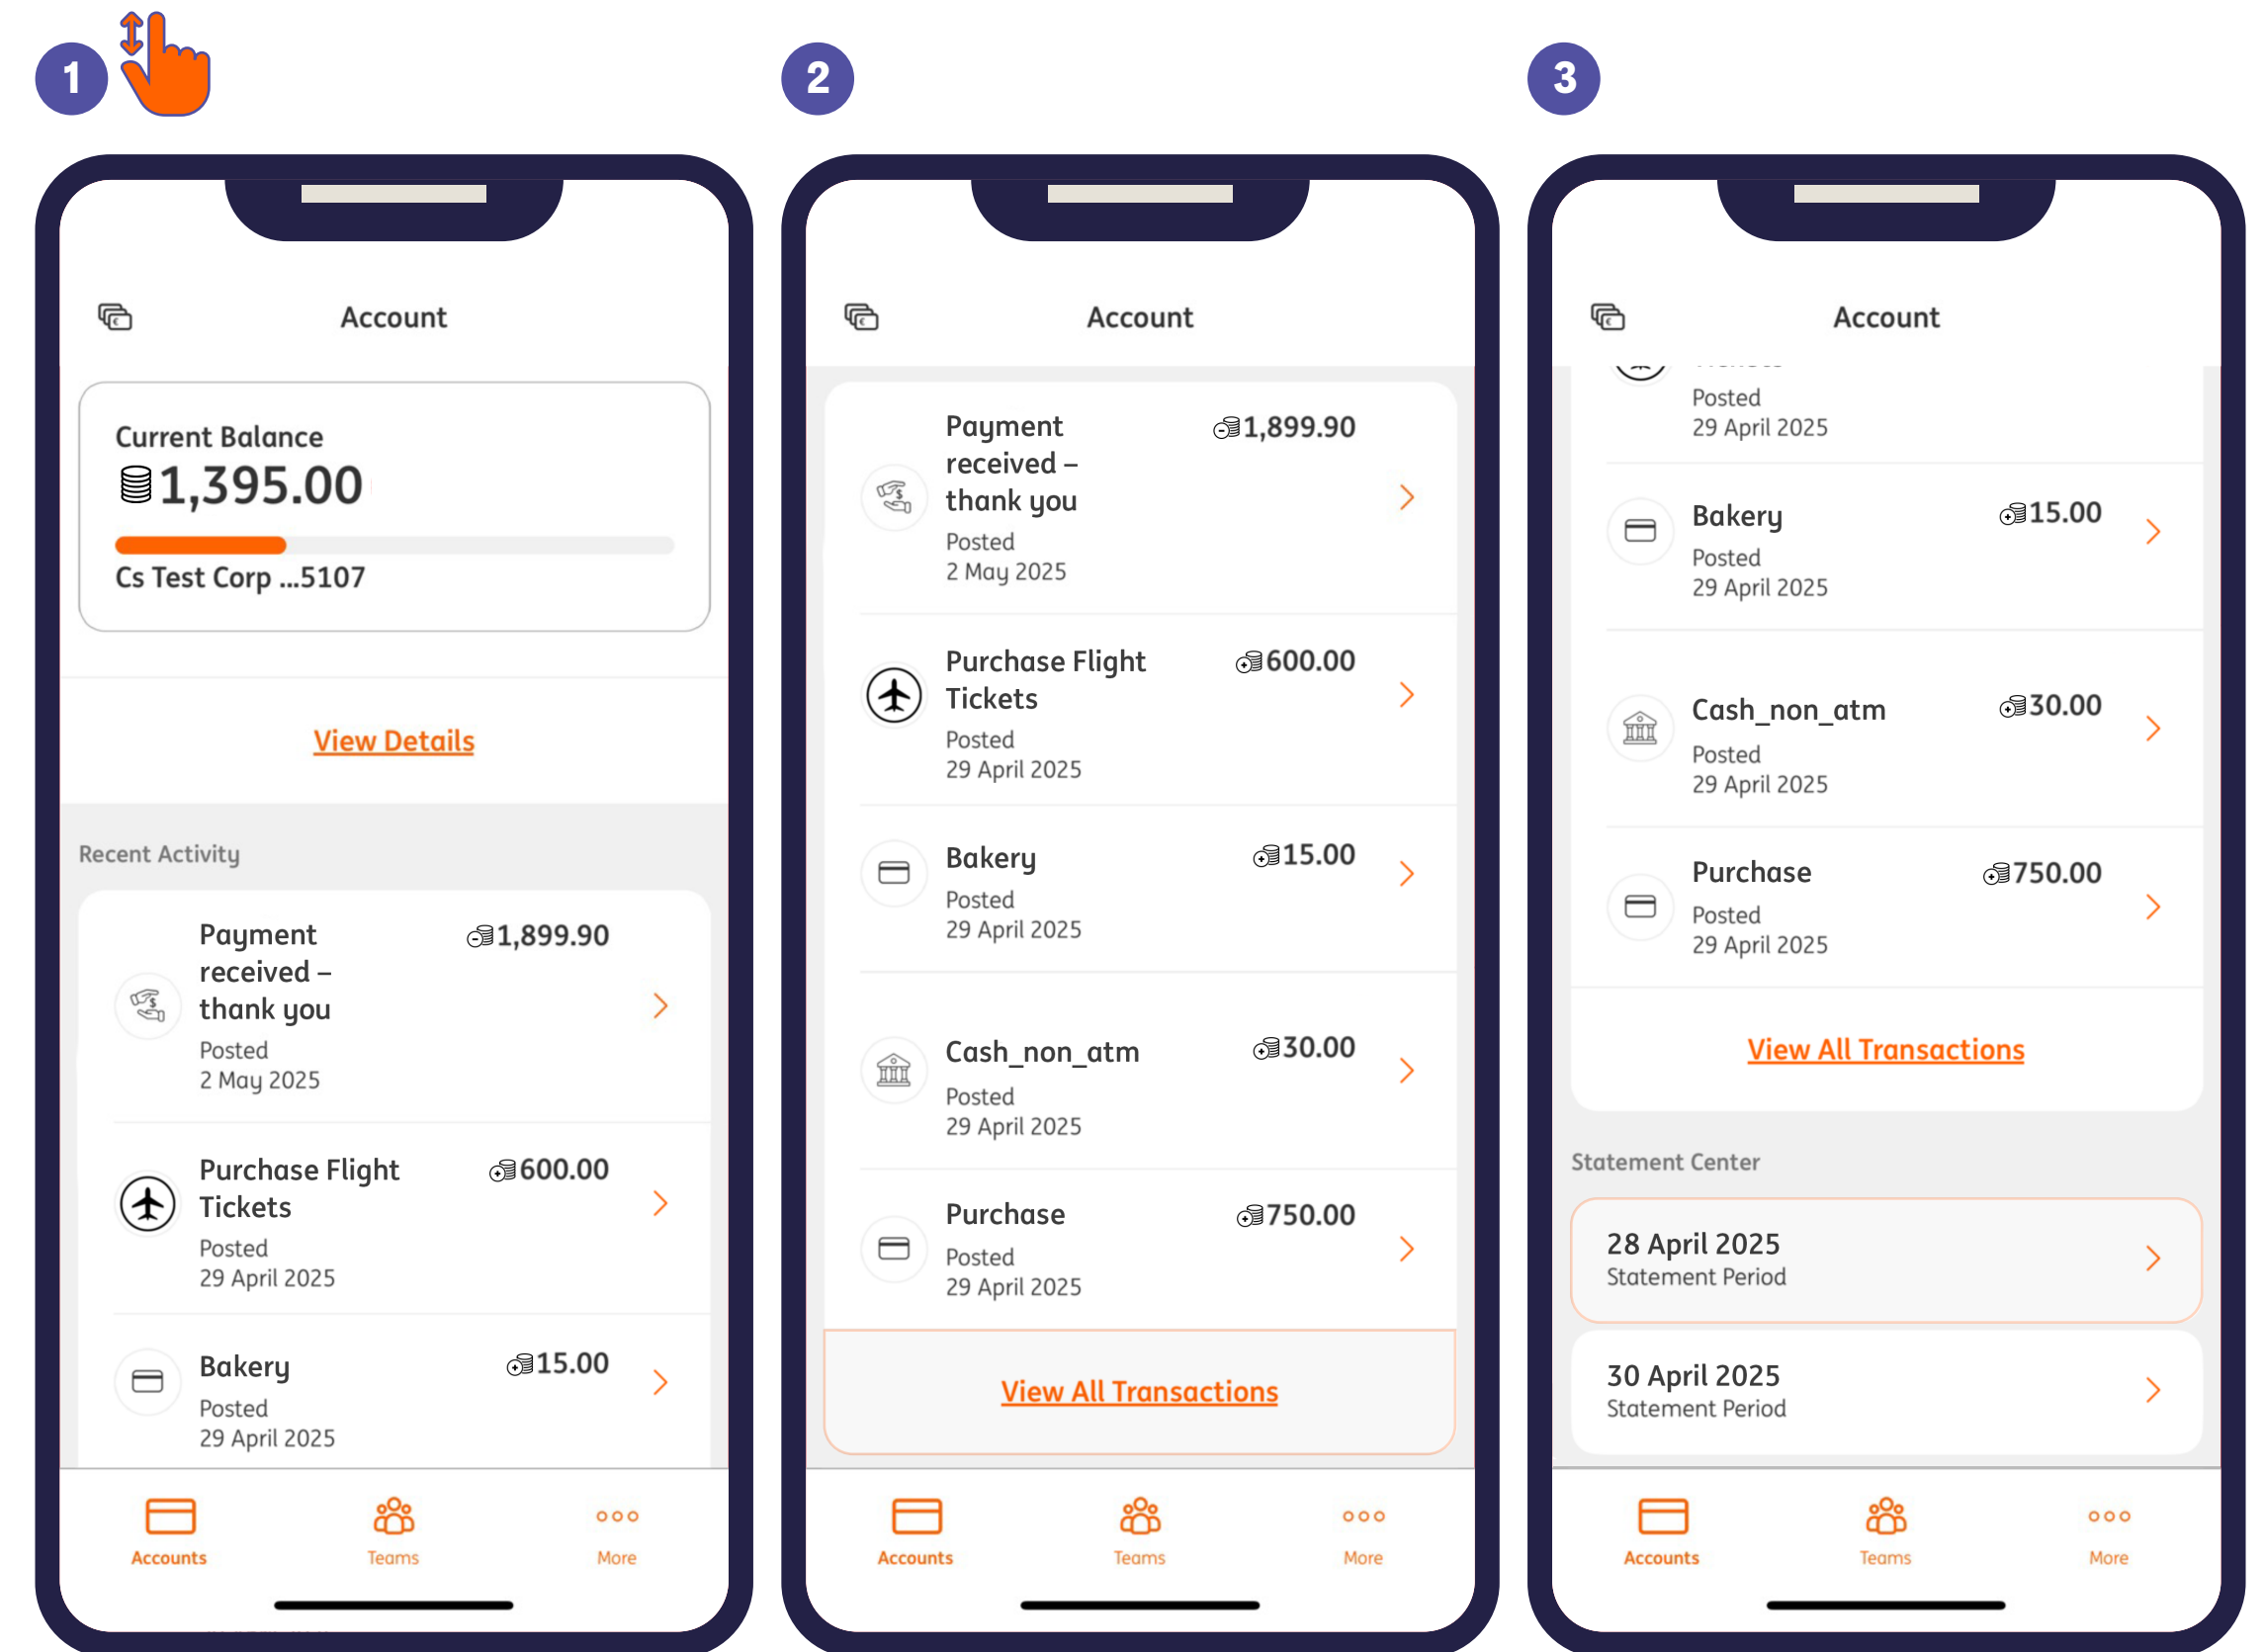 1
Account
Current Balance
1,395.00
Cs Test Corp ...5107
View Details
Recent Activity
Payment 1,899.90
received –
thank you
Posted
2 May 2025
Purchase Flight 600.00
Tickets
Posted
29 April 2025
Bakery 15.00
Posted
29 April 2025
Accounts Teams More
2
Account
Payment 1,899.90
received –
thank you
Posted
2 May 2025
Purchase Flight 600.00
Tickets
Posted
29 April 2025
Bakery 15.00
Posted
29 April 2025
Cash_non_atm 30.00
Posted
29 April 2025
Purchase 750.00
Posted
29 April 2025
View All Transactions
Accounts Teams More
3
Account
Posted
29 April 2025
Bakery 15.00
Posted
29 April 2025
Cash_non_atm 30.00
Posted
29 April 2025
Purchase 750.00
Posted
29 April 2025
View All Transactions
Statement Center
28 April 2025
Statement Period
30 April 2025
Statement Period
Accounts Teams More